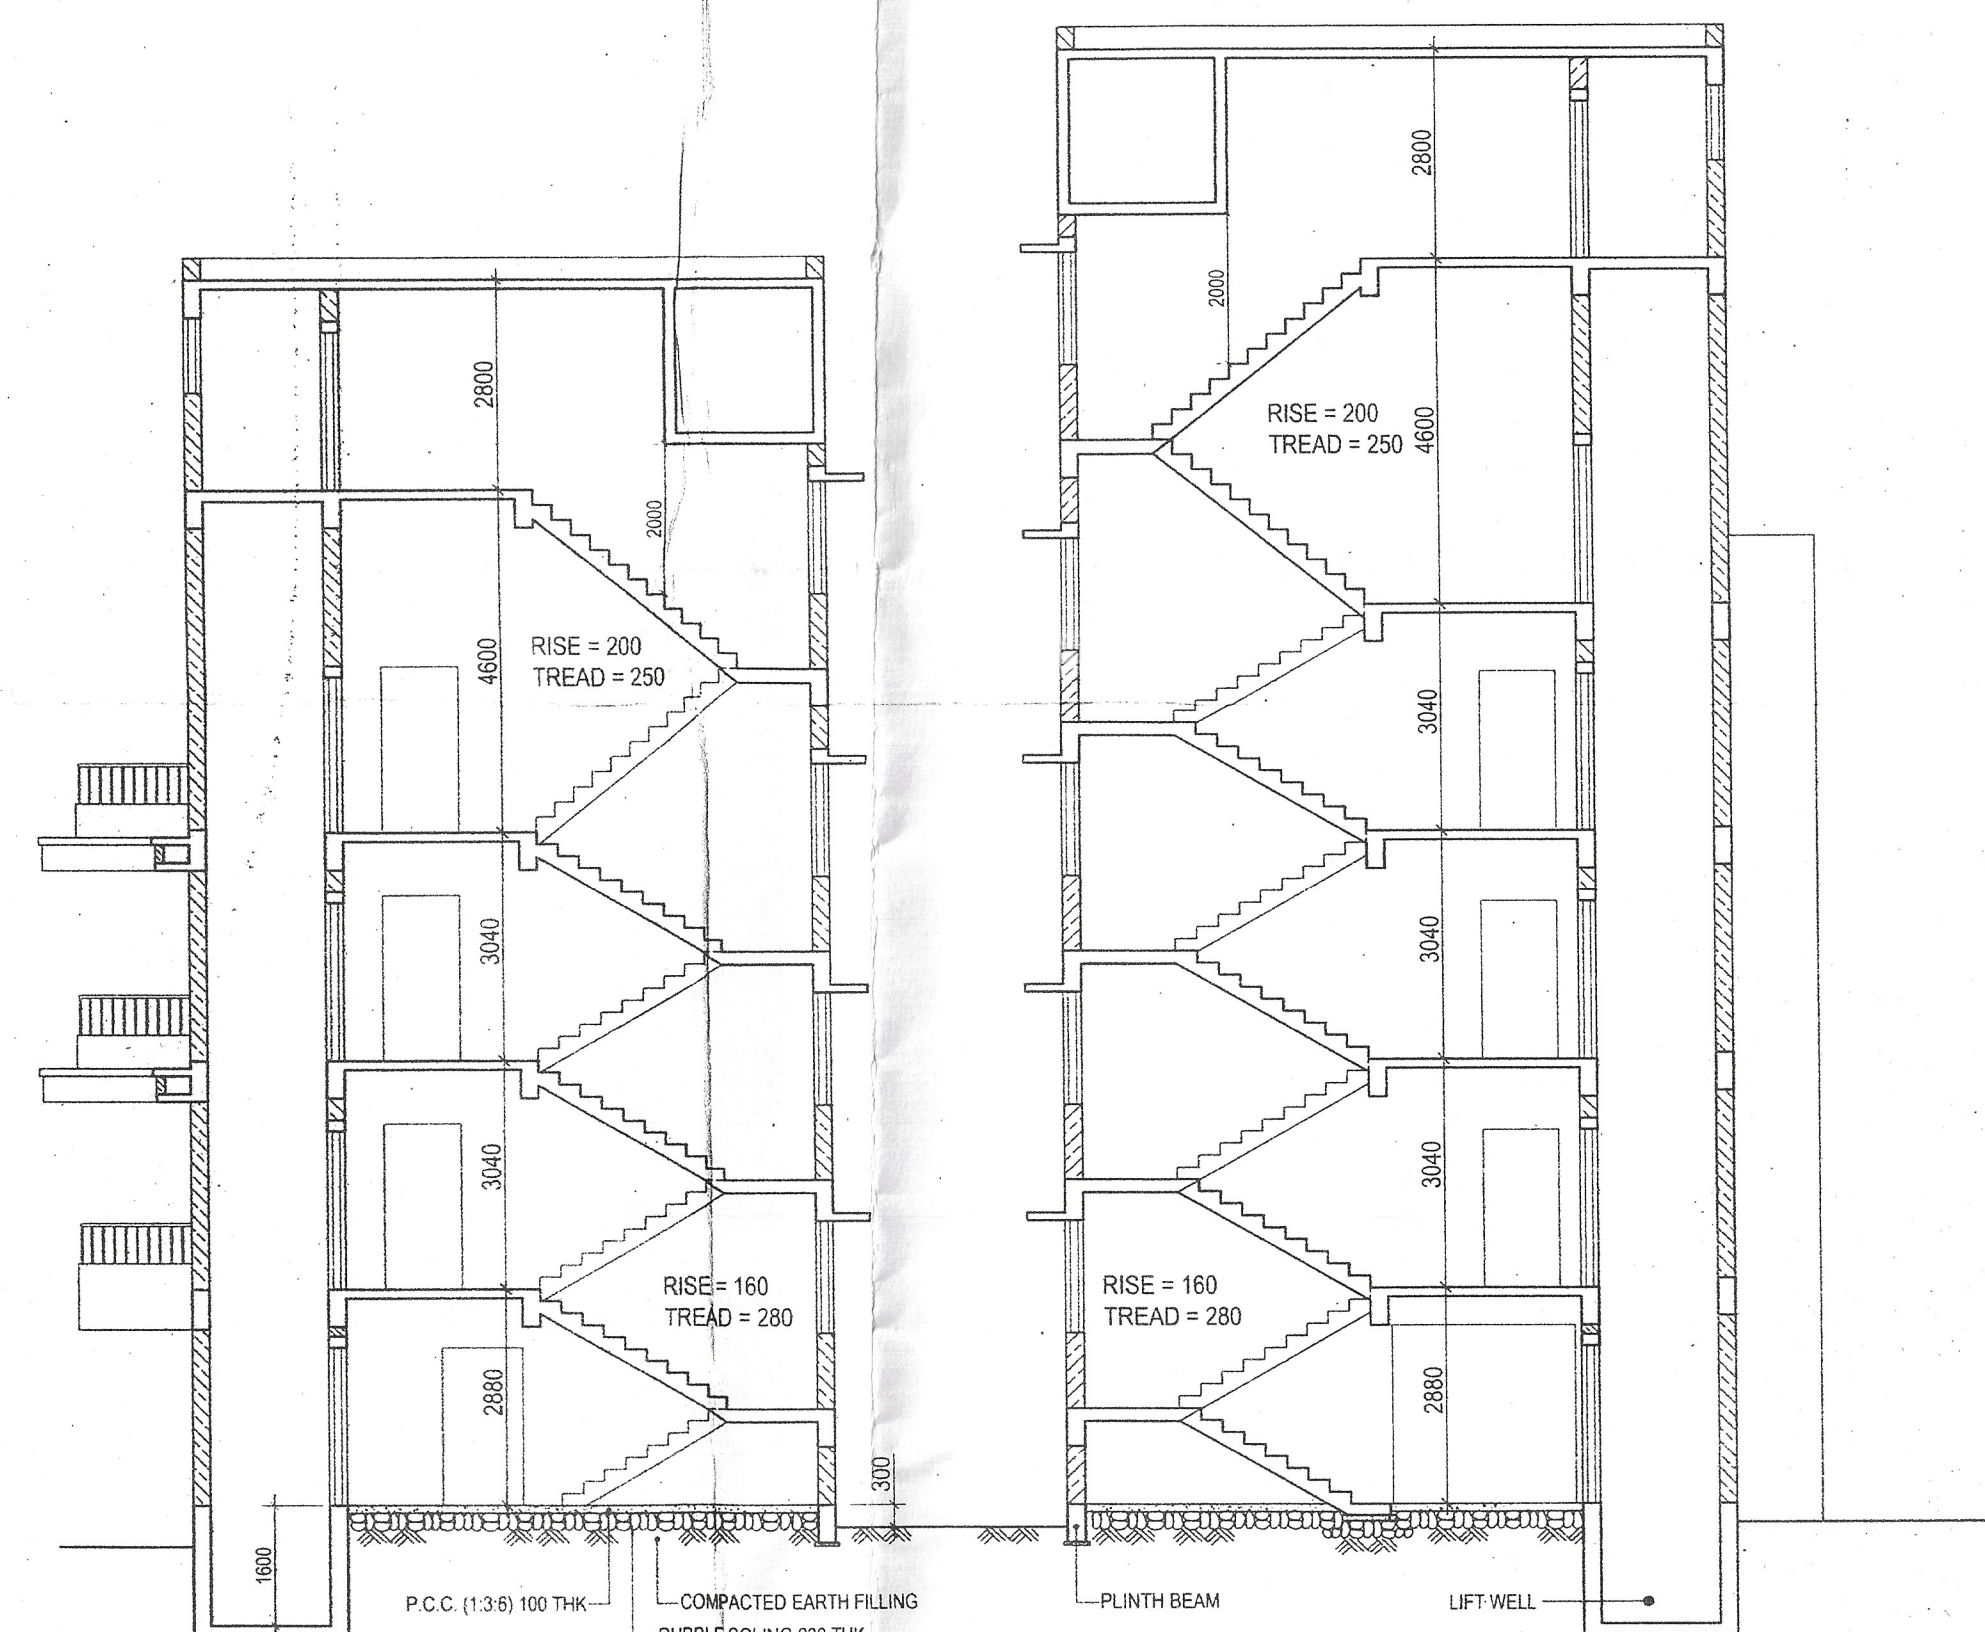 2800
2800
2000
RISE = 200
TREAD = 250
4600
2800
2000
RISE = 200
TREAD = 250
4600
3040
3040
3040
3040
3040
RISE = 160
TREAD = 280
RISE = 160
TREAD = 280
2880
2880
300
1600
P.C.C. (1:3:6) 100 THK
COMPACTED EARTH FILLING
PLINTH BEAM
LIFT WELL